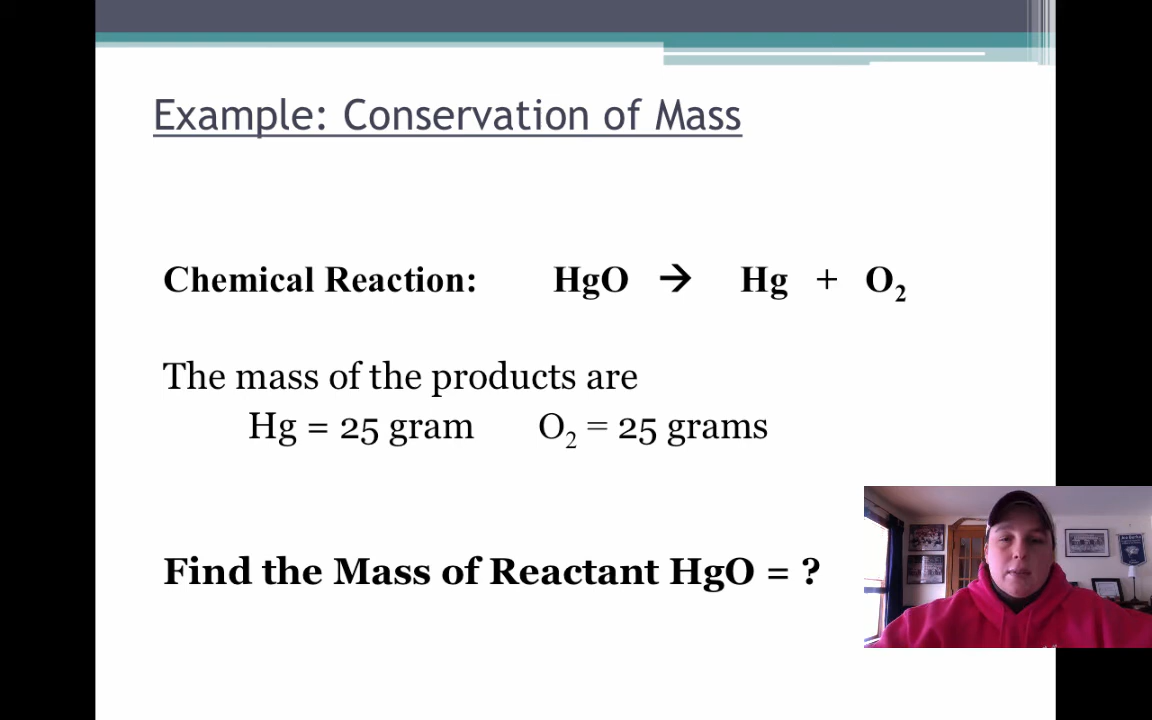 Example: Conservation of Mass
Chemical Reaction: HgO → Hg + O₂
The mass of the products are
Hg = 25 gram O₂ = 25 grams
Find the Mass of Reactant HgO = ?